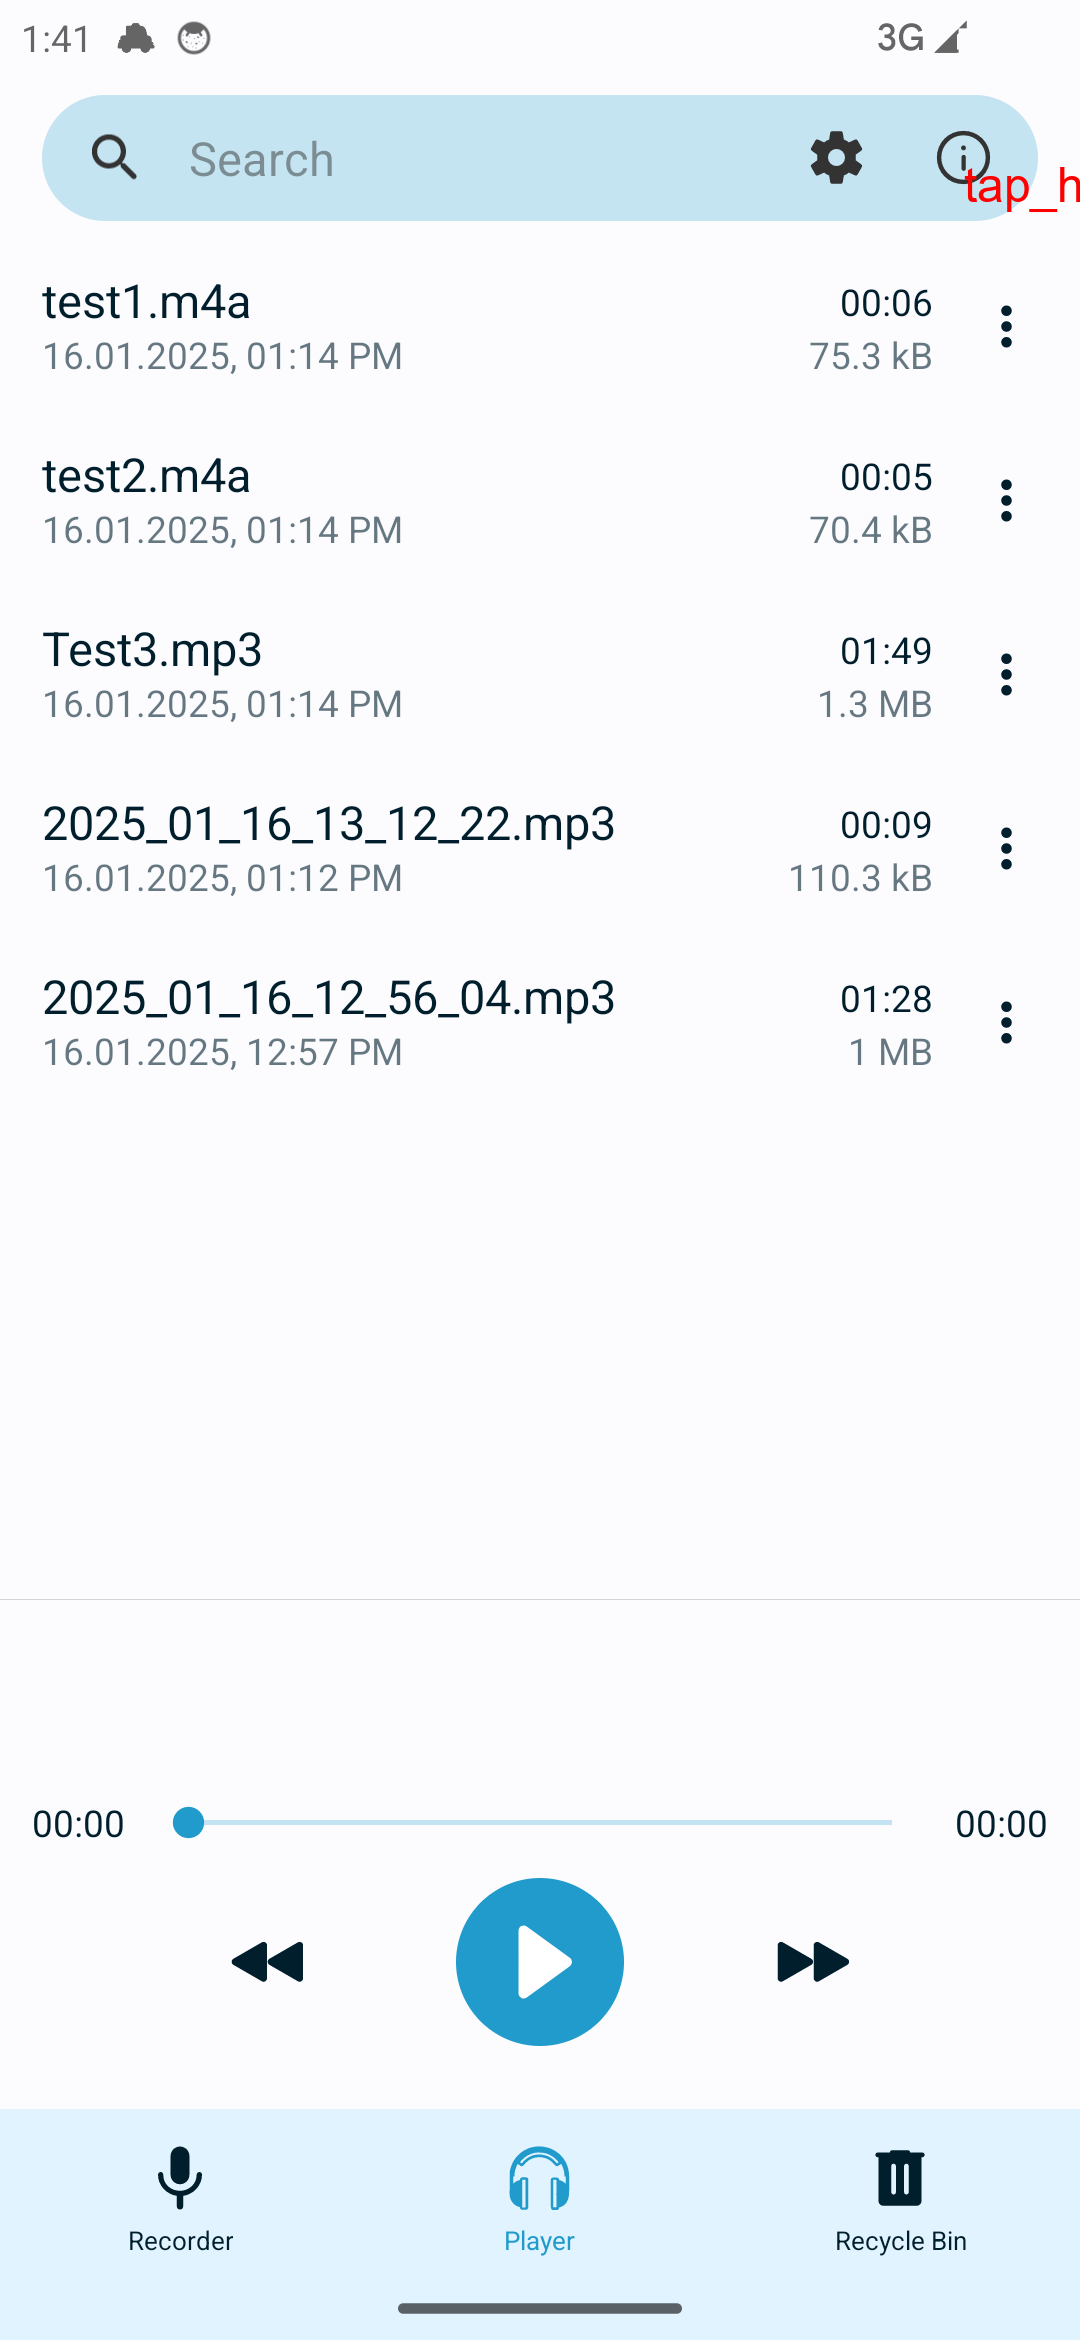 1:41
3G
Search
tap_h
test1.m4a
00:06
16.01.2025, 01:14 PM
75.3 kB
test2.m4a
00:05
16.01.2025, 01:14 PM
70.4 kB
Test3.mp3
01:49
16.01.2025, 01:14 PM
1.3 MB
2025_01_16_13_12_22.mp3
00:09
16.01.2025, 01:12 PM
110.3 kB
2025_01_16_12_56_04.mp3
01:28
16.01.2025, 12:57 PM
1 MB
00:00
00:00
Recorder
Player
Recycle Bin